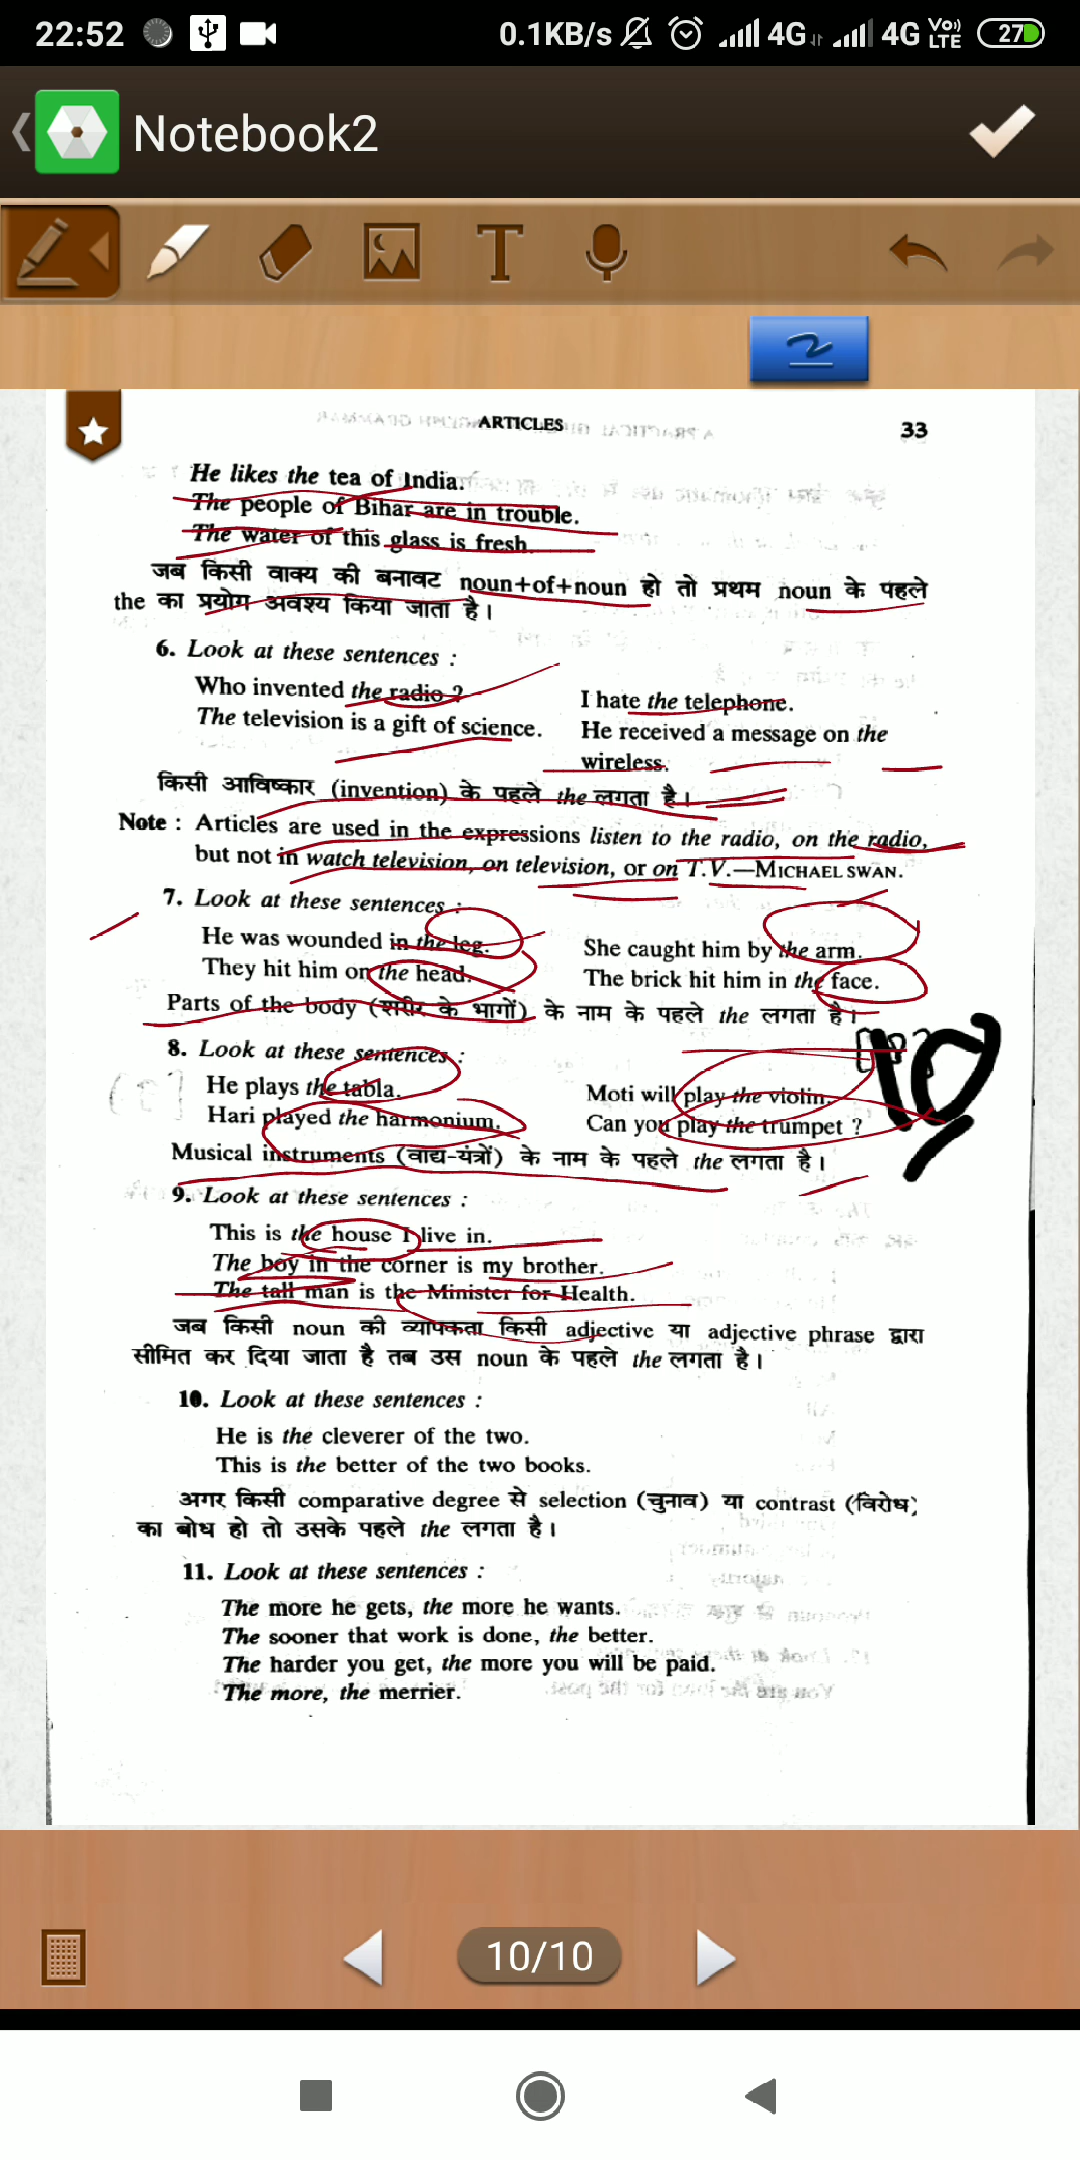 22:52
0.1KB/s 4G 4G Vo)) LTE 27
Notebook2
T
2
ARTICLES 33
He likes the tea of India.
The people of Bihar are in trouble.
The water of this glass is fresh.
जब किसी वाक्य की बनावट noun+of+noun हो तो प्रथम noun के पहले
the का प्रयोग अवश्य किया जाता है।
6. Look at these sentences :
Who invented the radio ? I hate the telephone.
The television is a gift of science. He received a message on the
wireless.
किसी आविष्कार (invention) के पहले the लगता है।
Note : Articles are used in the expressions listen to the radio, on the radio,
but not in watch television, on television, or on T.V.—MICHAEL SWAN.
7. Look at these sentences :
He was wounded in the leg. She caught him by the arm.
They hit him on the head. The brick hit him in the face.
Parts of the body (शरीर के भागों) के नाम के पहले the लगता है।
8. Look at these sentences :
He plays the tabla. Moti will play the violin.
Hari played the harmonium. Can you play the trumpet ?
Musical instruments (वाद्य-यंत्रों) के नाम के पहले the लगता है।
9. Look at these sentences :
This is the house I live in.
The boy in the corner is my brother.
The tall man is the Minister for Health.
जब किसी noun की व्यापकता किसी adjective या adjective phrase द्वारा
सीमित कर दिया जाता है तब उस noun के पहले the लगता है।
10. Look at these sentences :
He is the cleverer of the two.
This is the better of the two books.
अगर किसी comparative degree से selection (चुनाव) या contrast (विरोध)
का बोध हो तो उसके पहले the लगता है।
11. Look at these sentences :
The more he gets, the more he wants.
The sooner that work is done, the better.
The harder you get, the more you will be paid.
The more, the merrier.
10/10